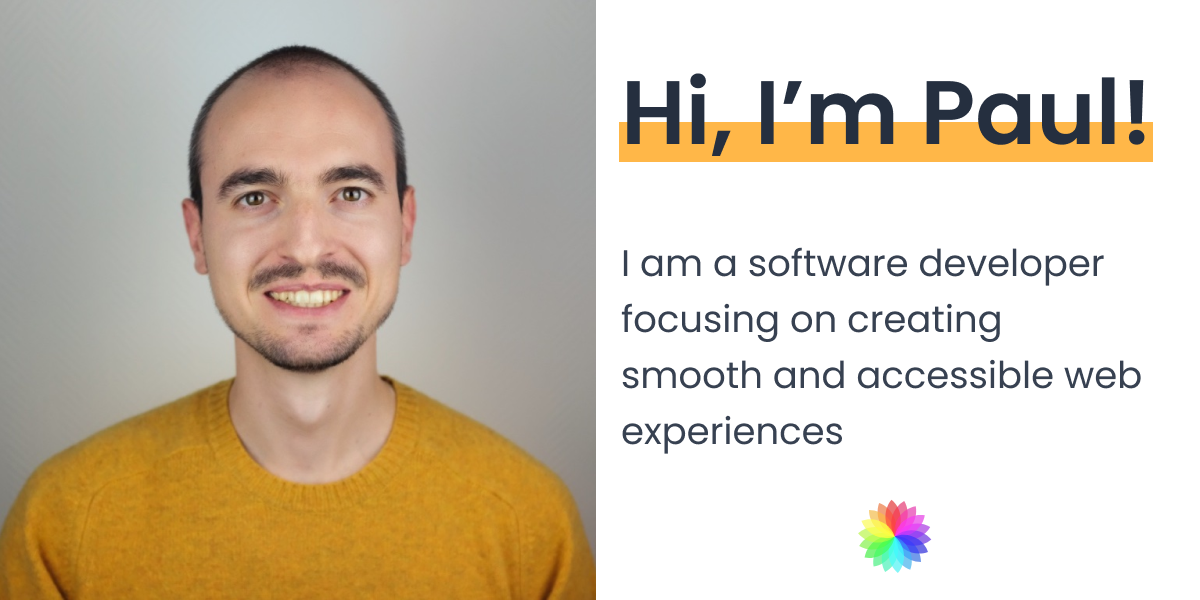 Hi, I’m Paul!
I am a software developer
focusing on creating
smooth and accessible web
experiences